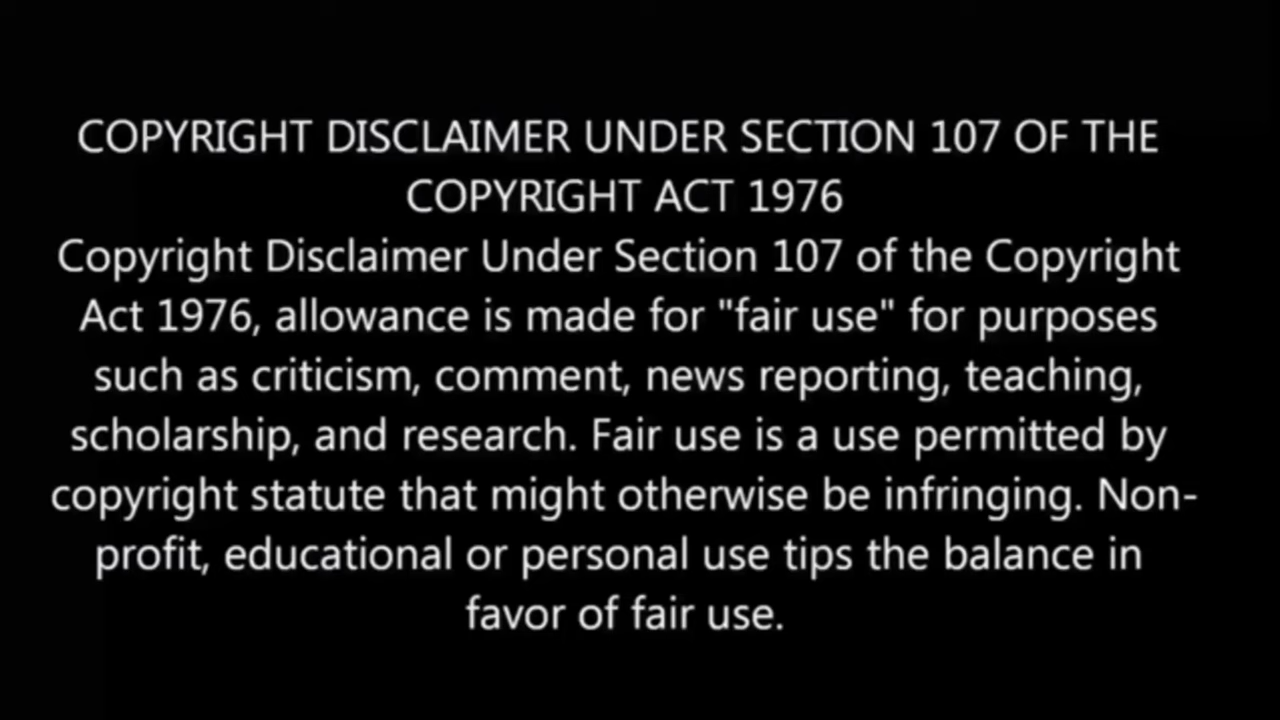 COPYRIGHT DISCLAIMER UNDER SECTION 107 OF THE
COPYRIGHT ACT 1976
Copyright Disclaimer Under Section 107 of the Copyright
Act 1976, allowance is made for "fair use" for purposes
such as criticism, comment, news reporting, teaching,
scholarship, and research. Fair use is a use permitted by
copyright statute that might otherwise be infringing. Non-
profit, educational or personal use tips the balance in
favor of fair use.